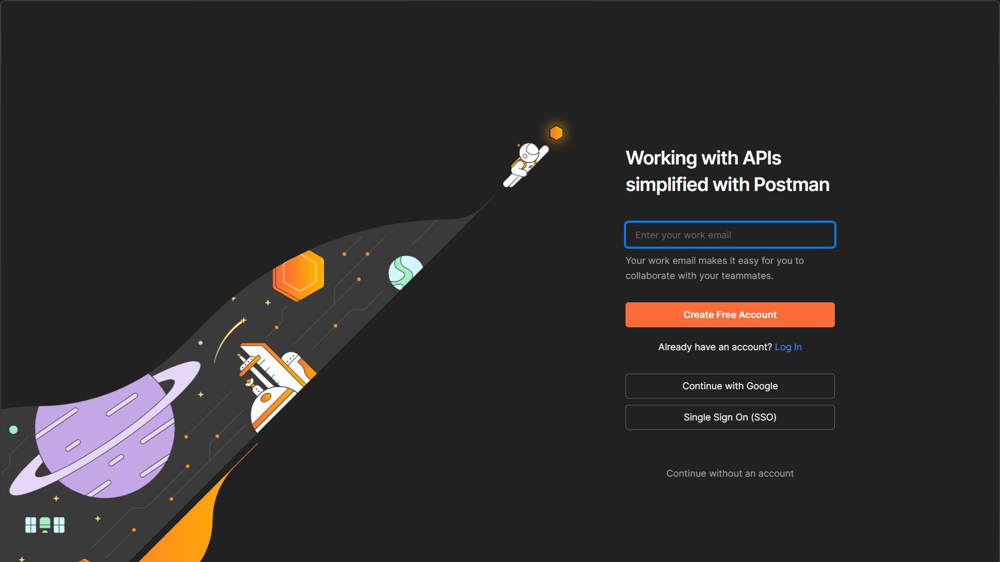 Working with APIs
simplified with Postman
Enter your work email
Your work email makes it easy for you to
collaborate with your teammates.
Create Free Account
Already have an account? Log In
Continue with Google
Single Sign On (SSO)
Continue without an account